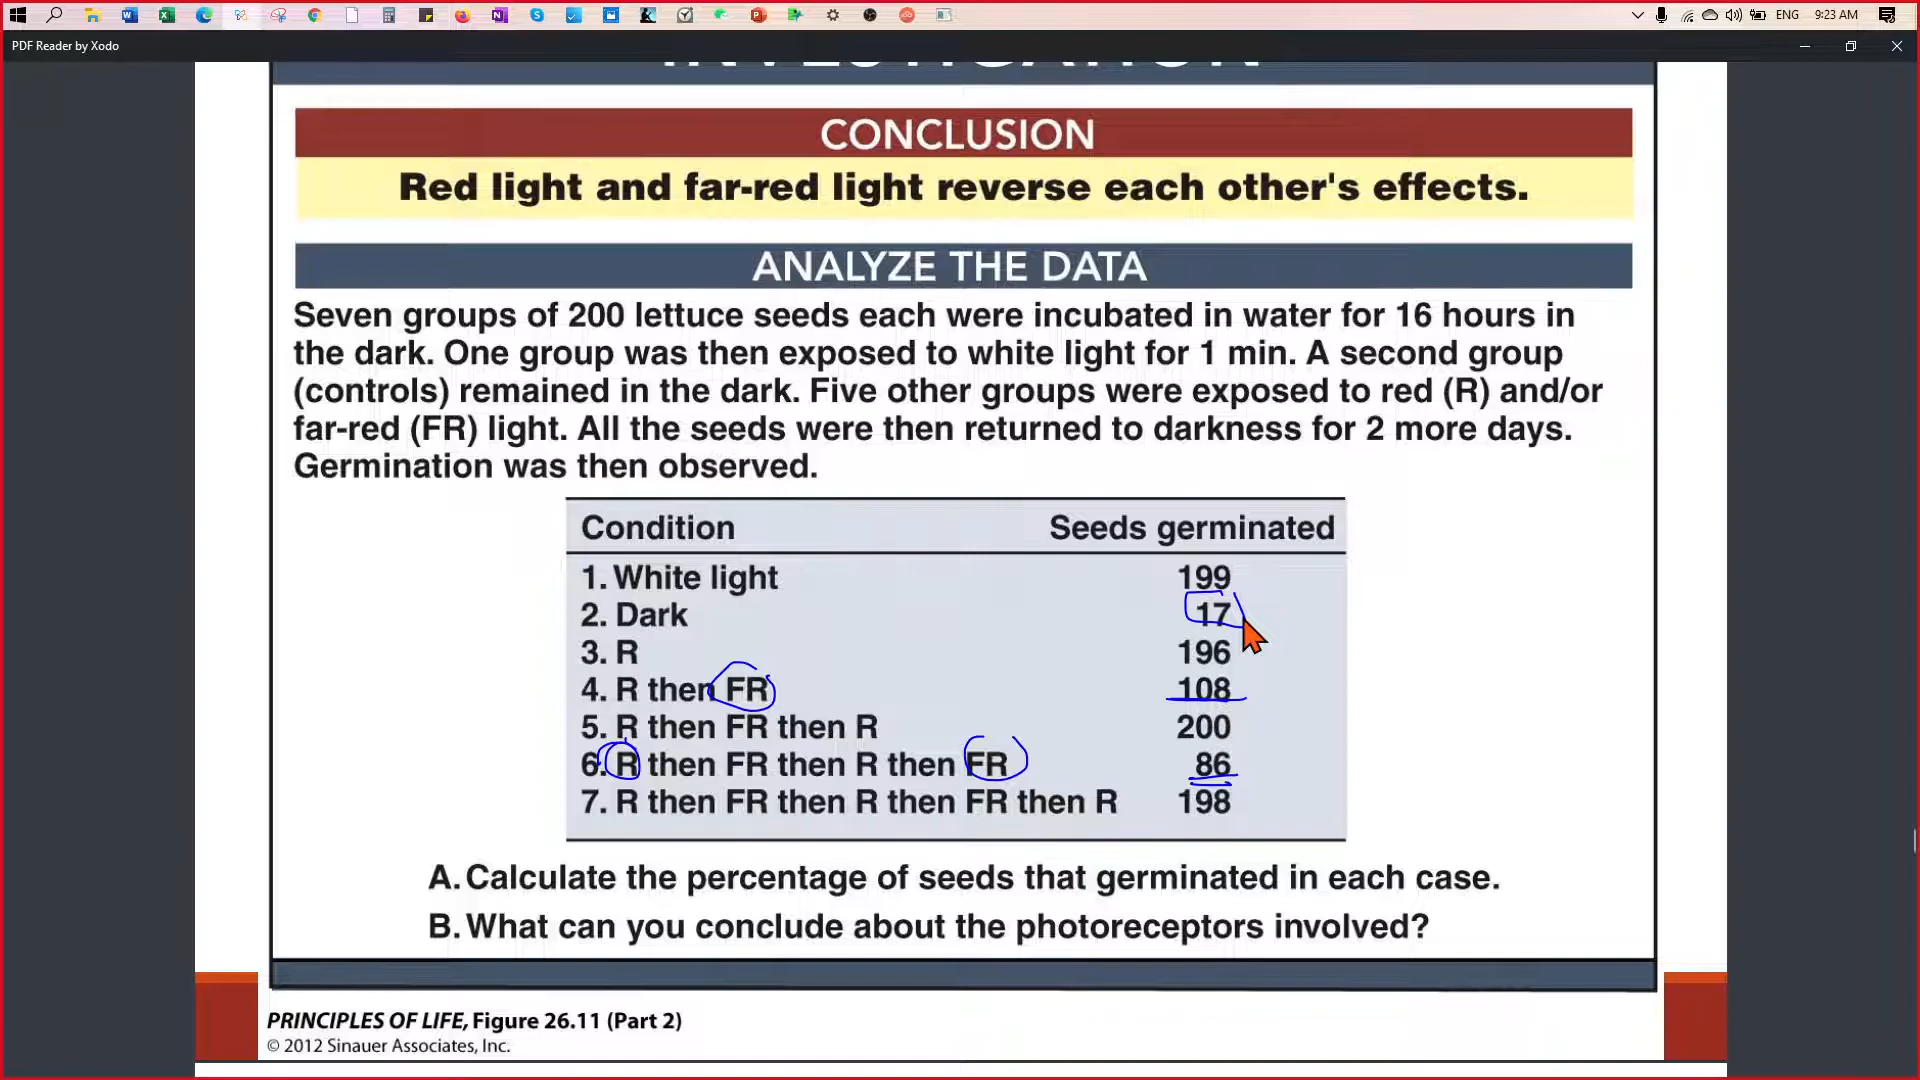 ENG 9:23 AM
PDF Reader by Xodo
INVESTIGATION
CONCLUSION
Red light and far-red light reverse each other's effects.
ANALYZE THE DATA
Seven groups of 200 lettuce seeds each were incubated in water for 16 hours in
the dark. One group was then exposed to white light for 1 min. A second group
(controls) remained in the dark. Five other groups were exposed to red (R) and/or
far-red (FR) light. All the seeds were then returned to darkness for 2 more days.
Germination was then observed.
Condition Seeds germinated
1. White light 199
2. Dark 17
3. R 196
4. R then FR 108
5. R then FR then R 200
6. R then FR then R then FR 86
7. R then FR then R then FR then R 198
A. Calculate the percentage of seeds that germinated in each case.
B. What can you conclude about the photoreceptors involved?
PRINCIPLES OF LIFE, Figure 26.11 (Part 2)
© 2012 Sinauer Associates, Inc.